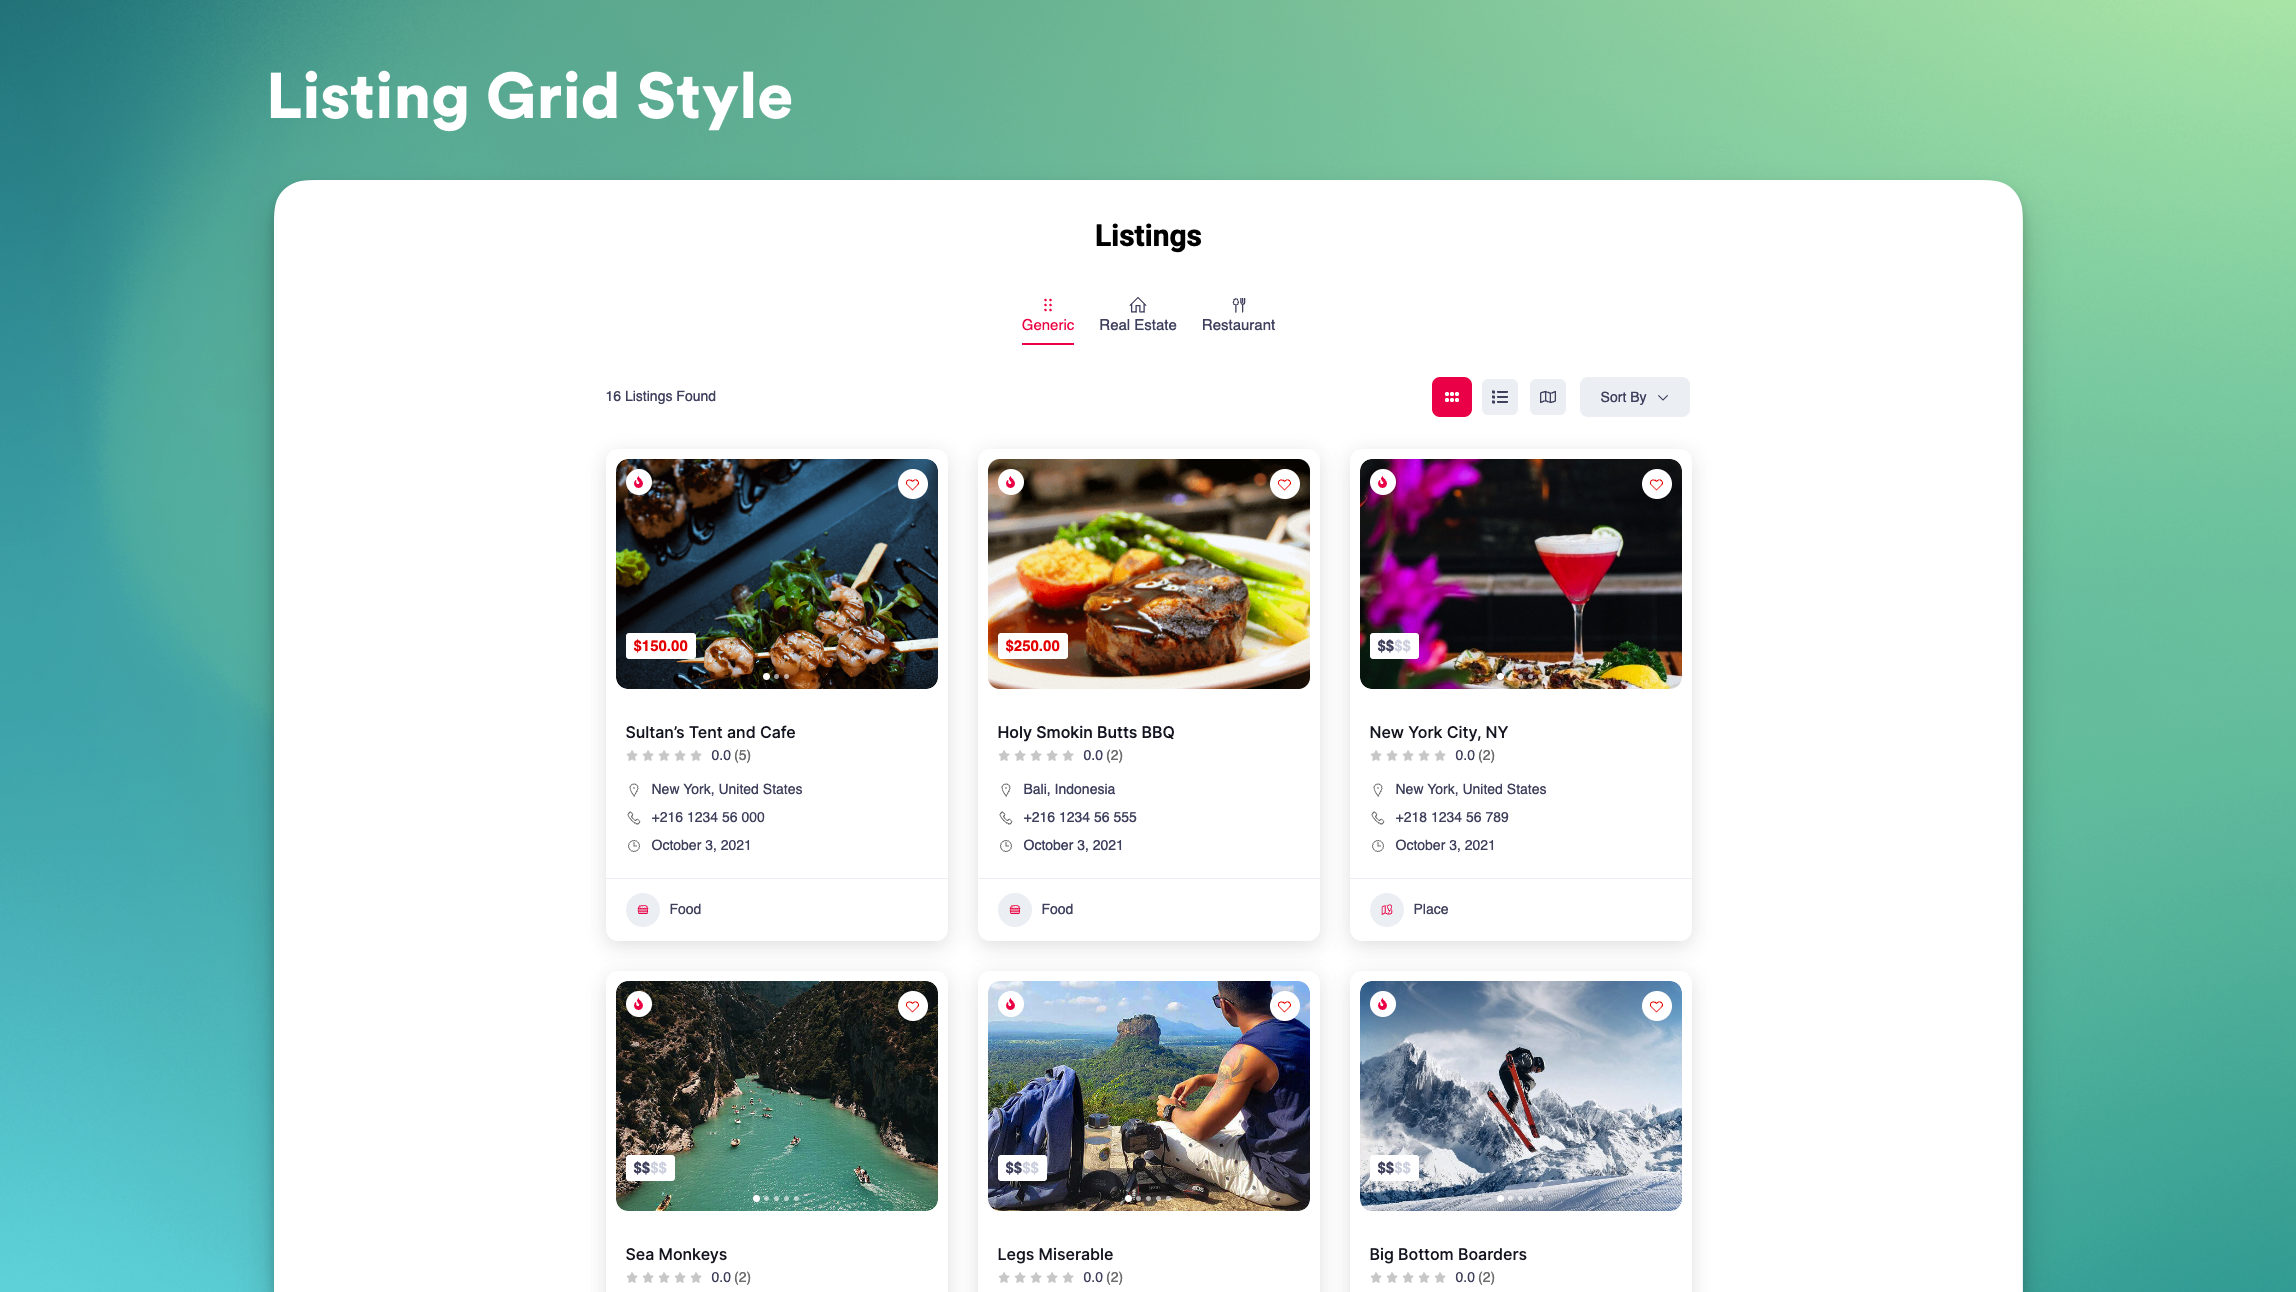 Listing Grid Style
Listings
Generic
Real Estate
Restaurant
16 Listings Found
Sort By
$150.00
$250.00
$$$$
Sultan’s Tent and Cafe
0.0 (5)
New York, United States
+216 1234 56 000
October 3, 2021
Food
Holy Smokin Butts BBQ
0.0 (2)
Bali, Indonesia
+216 1234 56 555
October 3, 2021
Food
New York City, NY
0.0 (2)
New York, United States
+218 1234 56 789
October 3, 2021
Place
$$$$
$$$$
$$$$
Sea Monkeys
0.0 (2)
Legs Miserable
0.0 (2)
Big Bottom Boarders
0.0 (2)